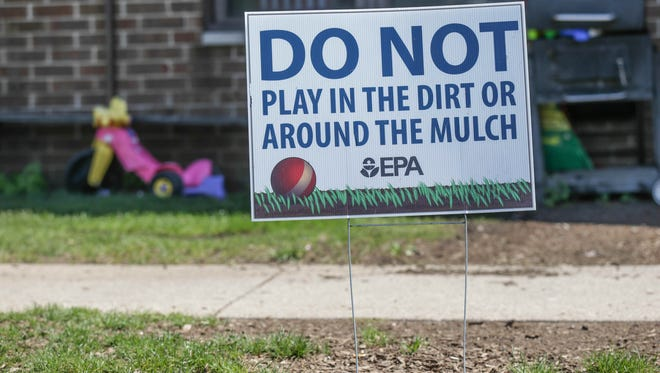 DO NOT
PLAY IN THE DIRT OR
AROUND THE MULCH
EPA